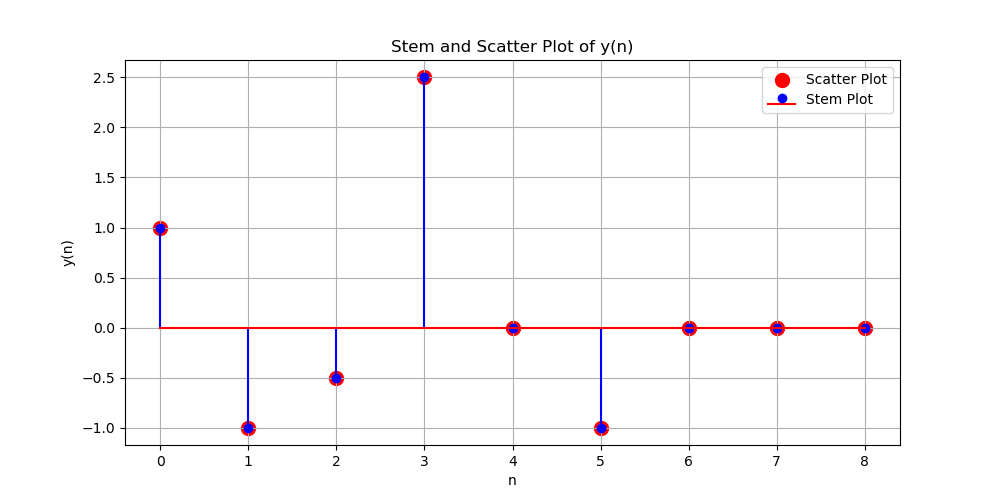 Stem and Scatter Plot of y(n)
Scatter Plot
Stem Plot
2.5
2.0
1.5
1.0
0.5
0.0
−0.5
−1.0
y(n)
0 1 2 3 4 5 6 7 8
n